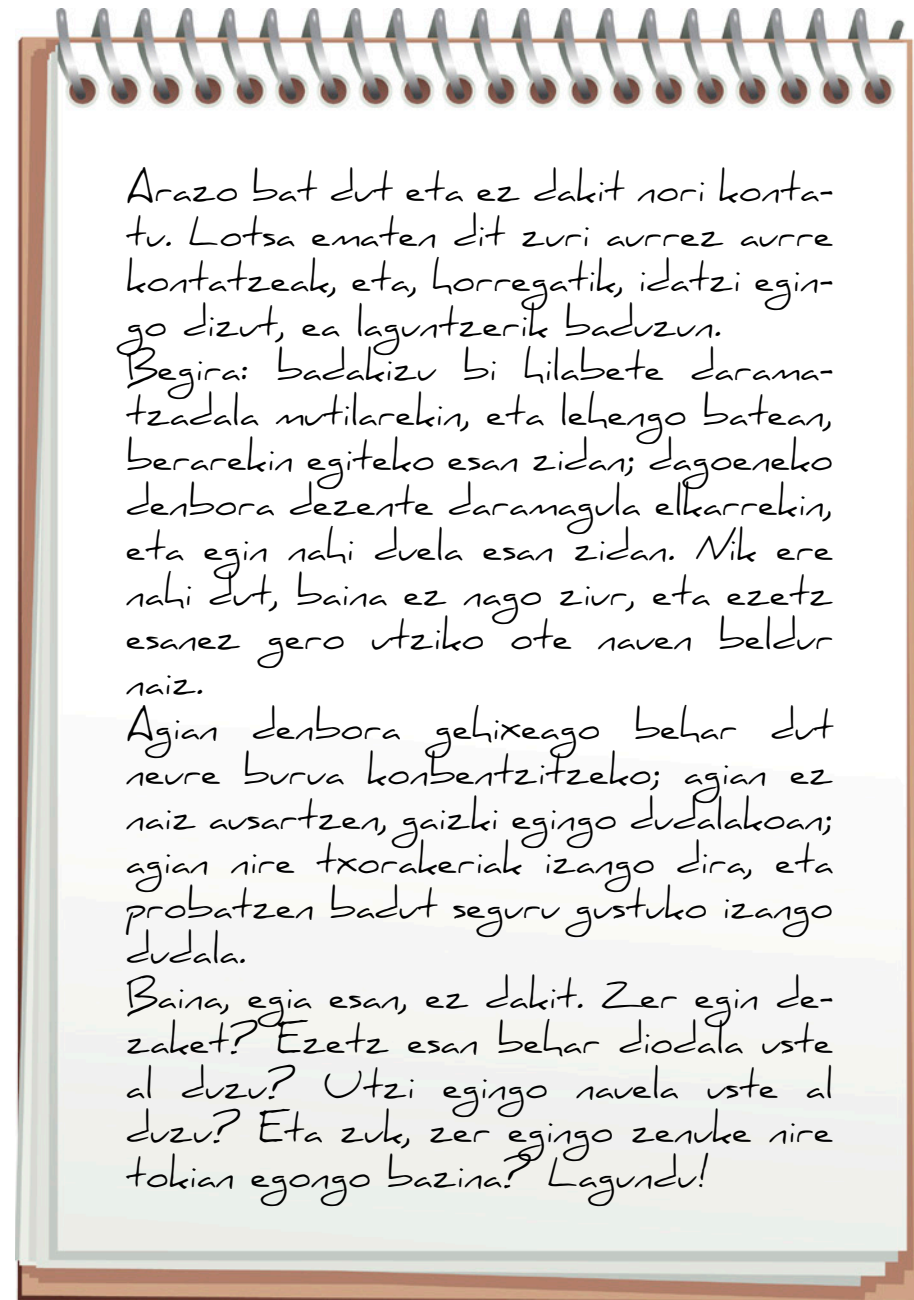 Arazo bat dut eta ez dakit nori konta-
tu. Lotsa ematen dit zuri aurrez aurre
kontatzeak, eta, horregatik, idatzi egin-
go dizut, ea laguntzerik baduzun.
Begira: badakizu bi hilabete darama-
tzadala mutilarekin, eta lehengo batean,
berarekin egiteko esan zidan; dagoeneko
denbora dezente daramagula elkarrekin,
eta egin nahi duela esan zidan. Nik ere
nahi dut, baina ez nago ziur, eta ezetz
esanez gero utziko ote nauen beldur
naiz.
Agian denbora gehixeago behar dut
neure burua konbentzitzeko; agian ez
naiz ausartzen, gaizki egingo dudalakoan;
agian nire txorakeriak izango dira, eta
probatzen badut seguru gustuko izango
dudala.
Baina, egia esan, ez dakit. Zer egin de-
zaket? Ezetz esan behar diodala uste
al duzu? Utzi egingo nauela uste al
duzu? Eta zuk, zer egingo zenuke nire
tokian egongo bazina? Lagundu!